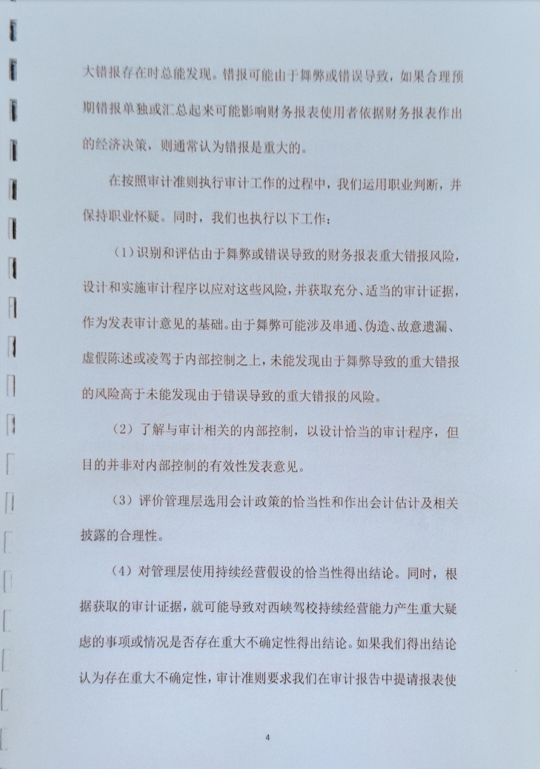 大错报存在时总能发现。错报可能由于舞弊或错误导致，如果合理预
期错报单独或汇总起来可能影响财务报表使用者依据财务报表作出
的经济决策，则通常认为错报是重大的。
在按照审计准则执行审计工作的过程中，我们运用职业判断，并
保持职业怀疑。同时，我们也执行以下工作：
（1）识别和评估由于舞弊或错误导致的财务报表重大错报风险，
设计和实施审计程序以应对这些风险，并获取充分、适当的审计证据，
作为发表审计意见的基础。由于舞弊可能涉及串通、伪造、故意遗漏、
虚假陈述或凌驾于内部控制之上，未能发现由于舞弊导致的重大错报
的风险高于未能发现由于错误导致的重大错报的风险。
（2）了解与审计相关的内部控制，以设计恰当的审计程序，但
目的并非对内部控制的有效性发表意见。
（3）评价管理层选用会计政策的恰当性和作出会计估计及相关
披露的合理性。
（4）对管理层使用持续经营假设的恰当性得出结论。同时，根
据获取的审计证据，就可能导致对西峡驾校持续经营能力产生重大疑
虑的事项或情况是否存在重大不确定性得出结论。如果我们得出结论
认为存在重大不确定性，审计准则要求我们在审计报告中提请报表使
4